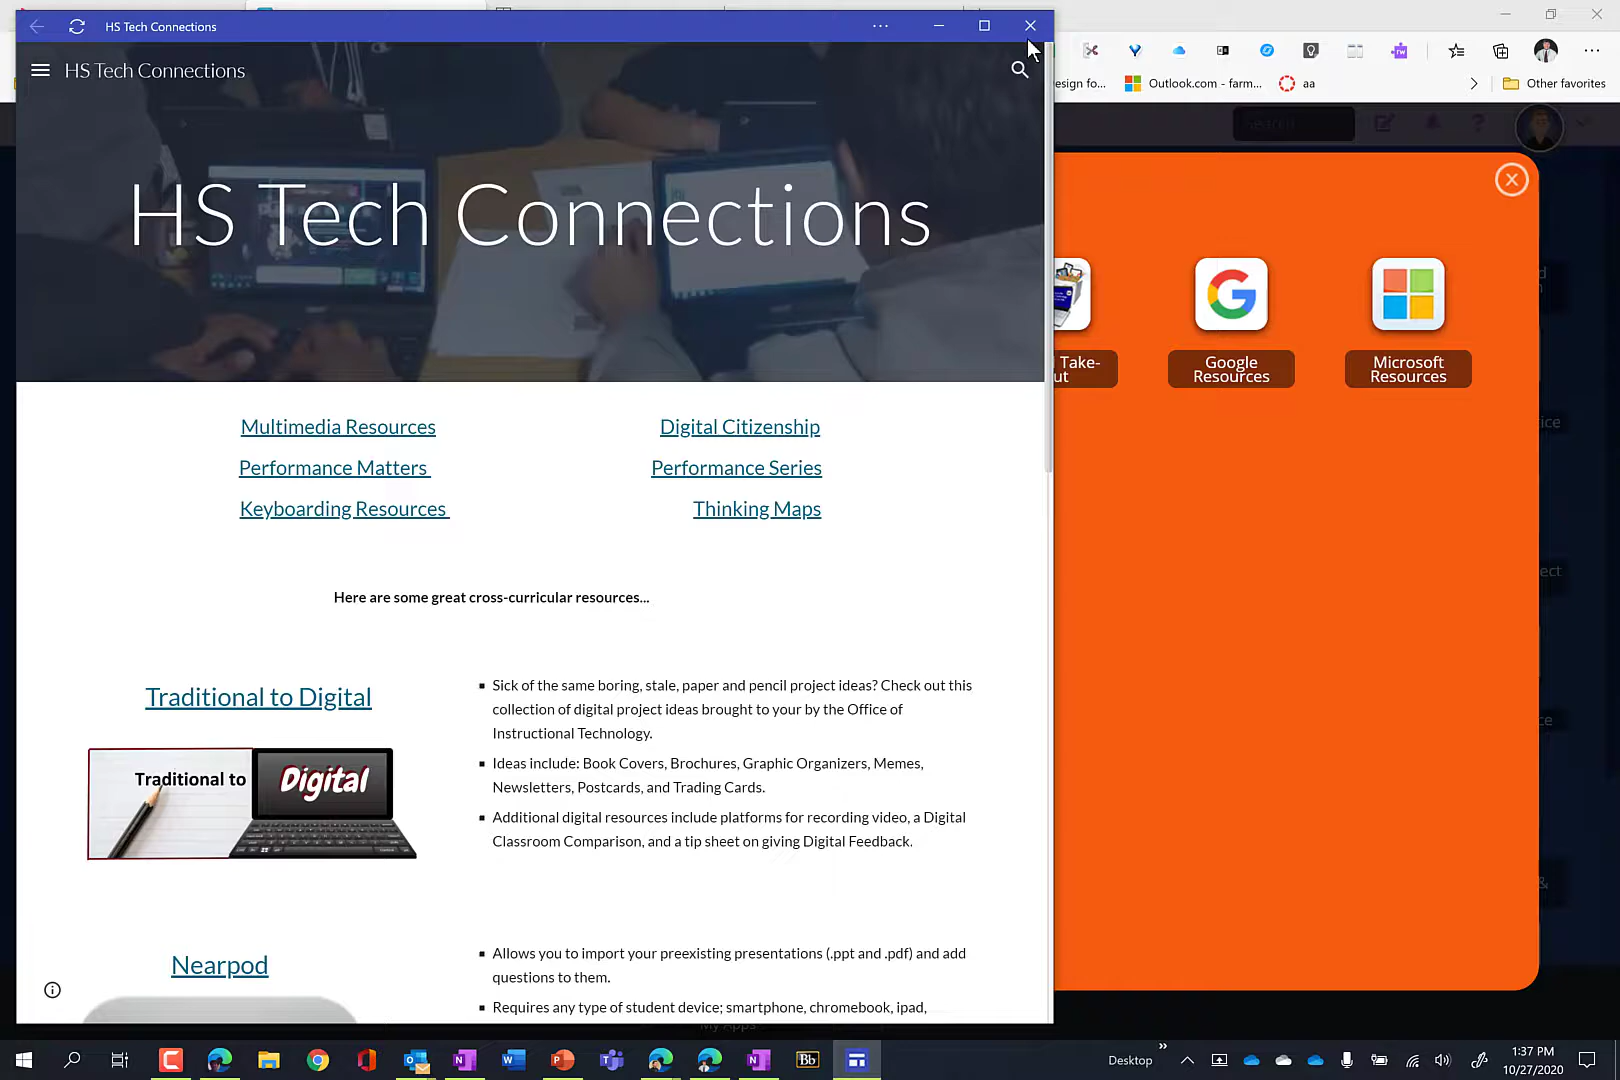 HS Tech Connections
HS Tech Connections
HS Tech Connections
esign fo...
Outlook.com - farm...
aa
Other favorites
Take-
ut
Google
Resources
Microsoft
Resources
Multimedia Resources
Digital Citizenship
Performance Matters
Performance Series
Keyboarding Resources
Thinking Maps
Here are some great cross-curricular resources...
Traditional to Digital
Traditional to Digital
▪ Sick of the same boring, stale, paper and pencil project ideas? Check out this
collection of digital project ideas brought to your by the Office of
Instructional Technology.
▪ Ideas include: Book Covers, Brochures, Graphic Organizers, Memes,
Newsletters, Postcards, and Trading Cards.
▪ Additional digital resources include platforms for recording video, a Digital
Classroom Comparison, and a tip sheet on giving Digital Feedback.
Nearpod
▪ Allows you to import your preexisting presentations (.ppt and .pdf) and add
questions to them.
▪ Requires any type of student device; smartphone, chromebook, ipad,
My Apps
Desktop
1:37 PM
10/27/2020